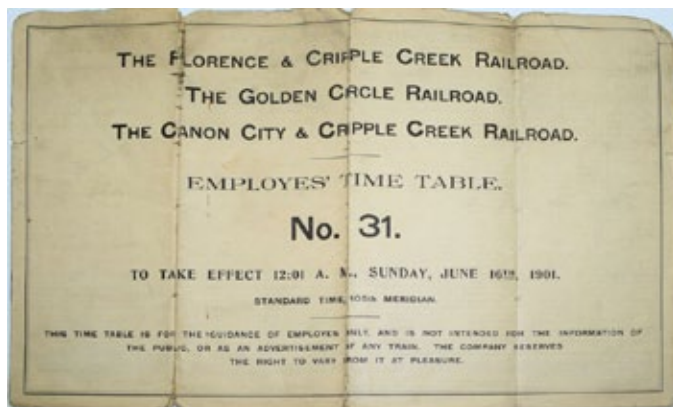 THE FLORENCE & CRIPPLE CREEK RAILROAD.
THE GOLDEN CIRCLE RAILROAD.
THE CANON CITY & CRIPPLE CREEK RAILROAD.
EMPLOYES' TIME TABLE.
No. 31.
TO TAKE EFFECT 12:01 A. M., SUNDAY, JUNE 16TH, 1901.
STANDARD TIME, 105th MERIDIAN.
THIS TIME TABLE IS FOR THE GUIDANCE OF EMPLOYES ONLY, AND IS NOT INTENDED FOR THE INFORMATION OF
THE PUBLIC, OR AS AN ADVERTISEMENT OF ANY TRAIN. THE COMPANY RESERVES
THE RIGHT TO VARY FROM IT AT PLEASURE.